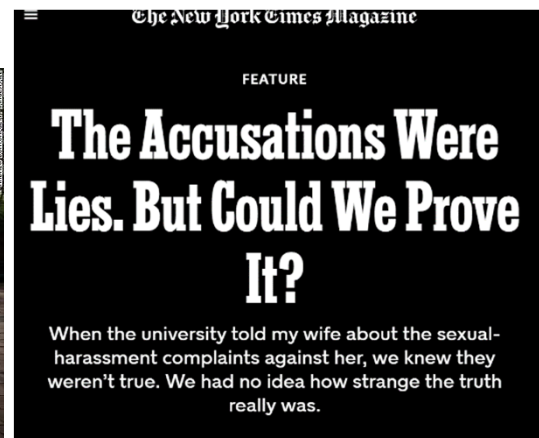 The New York Times Magazine
FEATURE
The Accusations Were
Lies. But Could We Prove
It?
When the university told my wife about the sexual-
harassment complaints against her, we knew they
weren't true. We had no idea how strange the truth
really was.